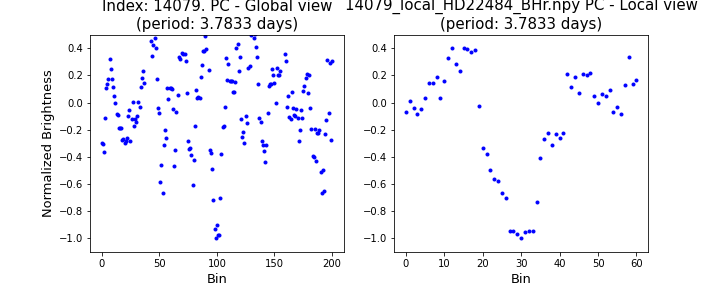 Index: 14079. PC - Global view
(period: 3.7833 days)
14079_local_HD22484_BHr.npy PC - Local view
(period: 3.7833 days)
Normalized Brightness
0.4
0.2
0.0
−0.2
−0.4
−0.6
−0.8
−1.0
0 50 100 150 200
Bin
0.4
0.2
0.0
−0.2
−0.4
−0.6
−0.8
−1.0
0 10 20 30 40 50 60
Bin